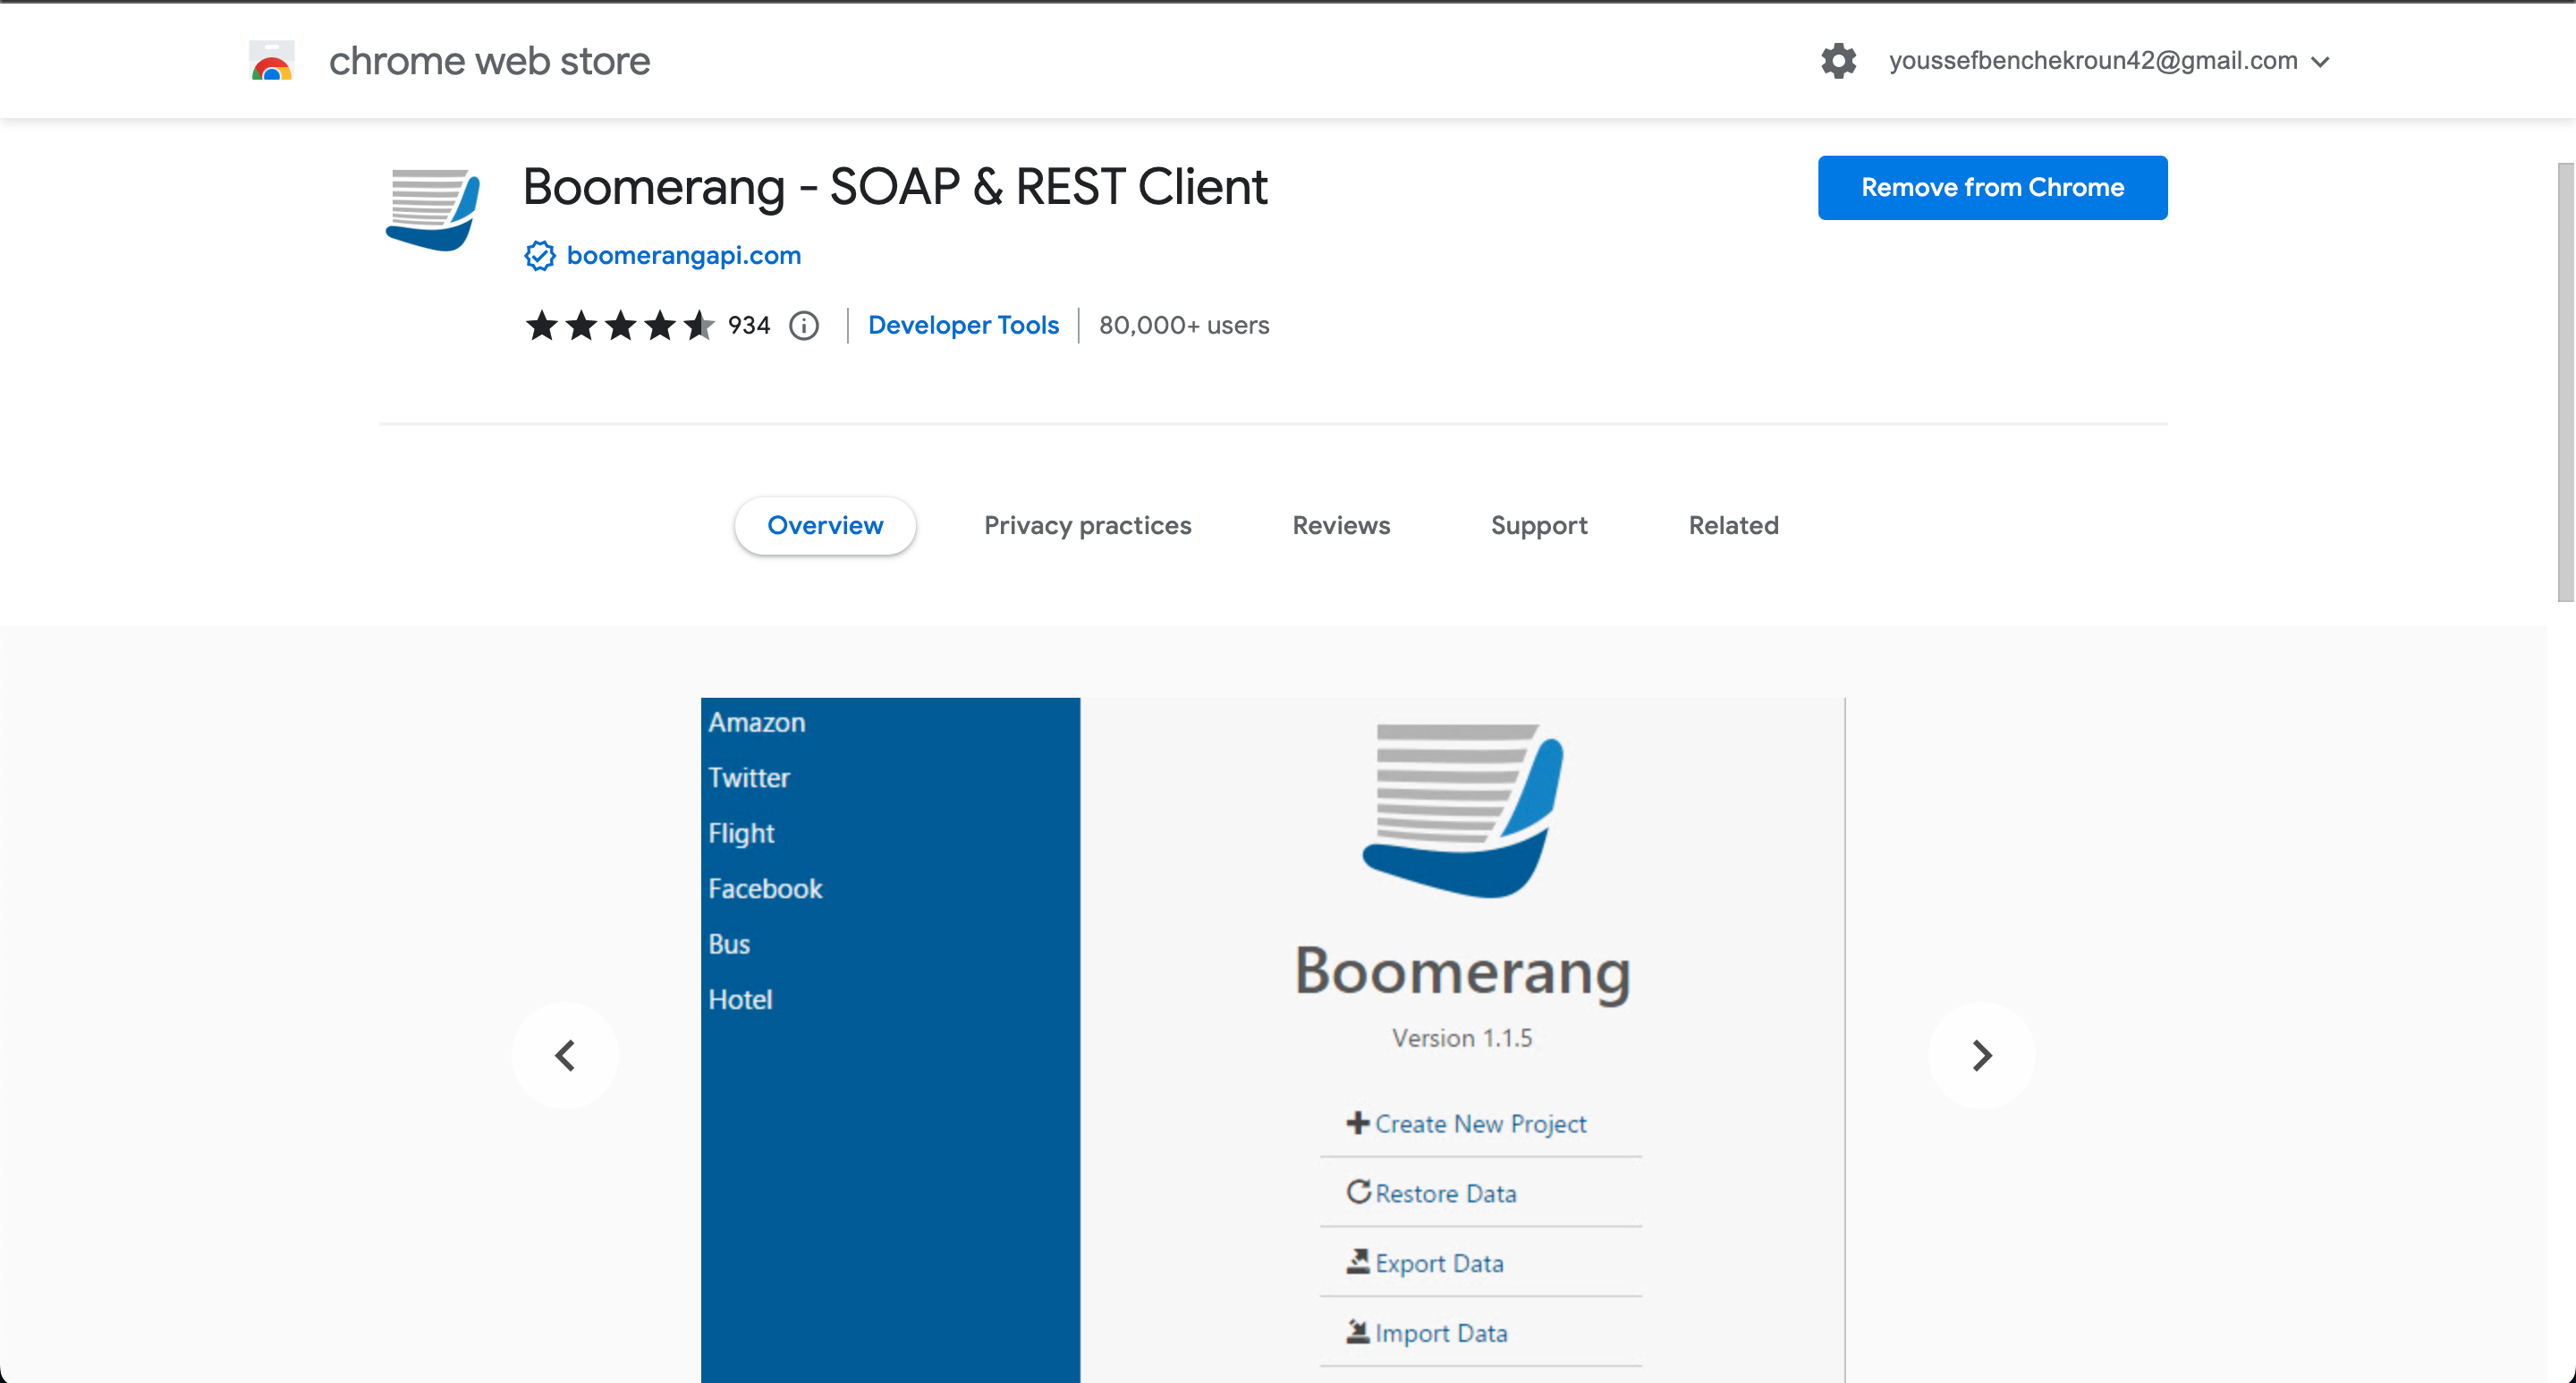 chrome web store
youssefbenchekroun42@gmail.com
Boomerang - SOAP & REST Client
Remove from Chrome
boomerangapi.com
934
Developer Tools
80,000+ users
Overview
Privacy practices
Reviews
Support
Related
Amazon
Twitter
Flight
Facebook
Bus
Hotel
Boomerang
Version 1.1.5
Create New Project
Restore Data
Export Data
Import Data